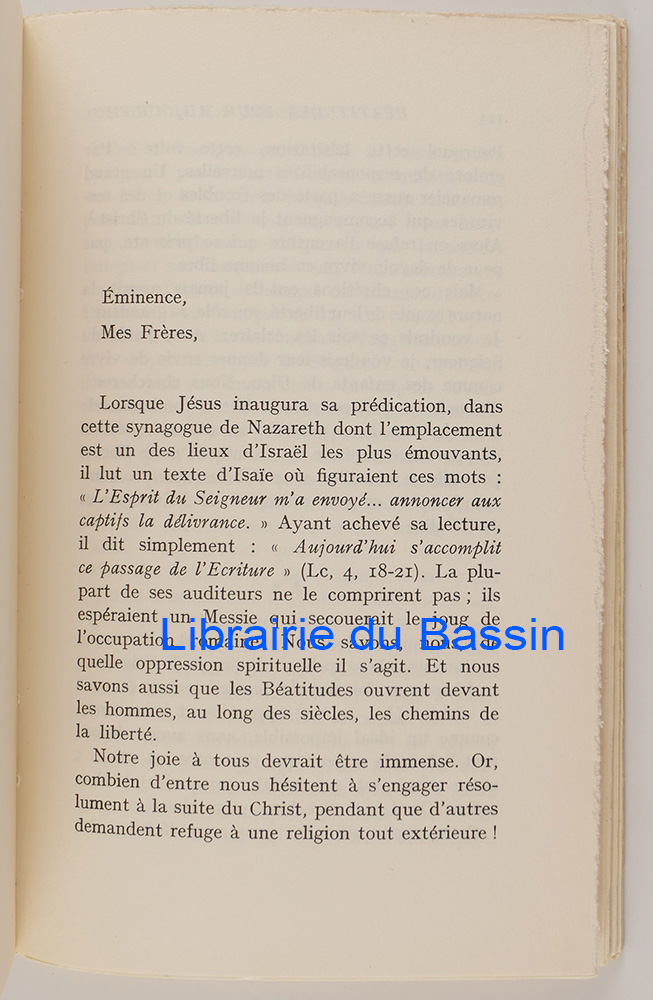 Éminence,
Mes Frères,
Lorsque Jésus inaugura sa prédication, dans
cette synagogue de Nazareth dont l'emplacement
est un des lieux d'Israël les plus émouvants,
il lut un texte d'Isaïe où figuraient ces mots :
« L'Esprit du Seigneur m'a envoyé... annoncer aux
captifs la délivrance. » Ayant achevé sa lecture,
il dit simplement : « Aujourd'hui s'accomplit
ce passage de l'Ecriture » (Lc, 4, 18-21). La plu-
part de ses auditeurs ne le comprirent pas ; ils
espéraient un Messie qui secouerait le joug de
Librairie du Bassin
l'occupation romaine. Nous savons, nous, de
quelle oppression spirituelle il s'agit. Et nous
savons aussi que les Béatitudes ouvrent devant
les hommes, au long des siècles, les chemins de
la liberté.
Notre joie à tous devrait être immense. Or,
combien d'entre nous hésitent à s'engager réso-
lument à la suite du Christ, pendant que d'autres
demandent refuge à une religion tout extérieure !